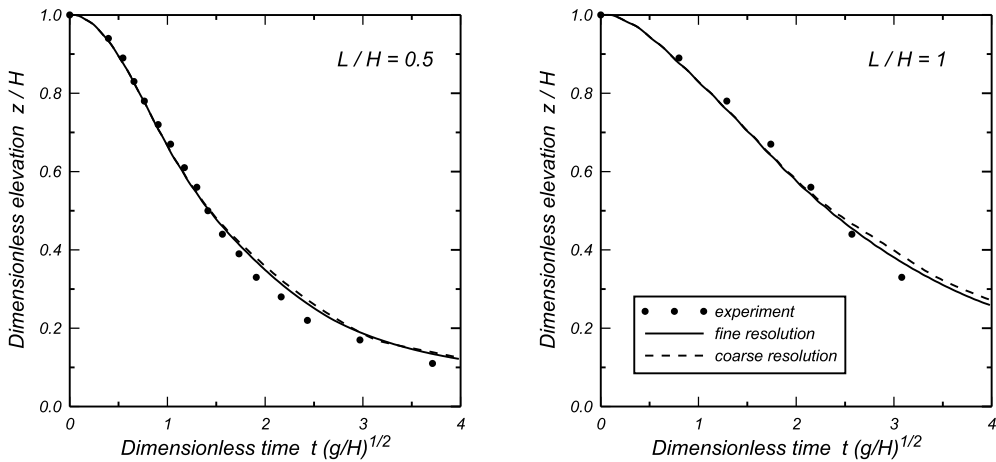 Dimensionless elevation z / H
1.0
0.8
0.6
0.4
0.2
0.0
L / H = 0.5
0 1 2 3 4
Dimensionless time t (g/H)1/2
Dimensionless elevation z / H
1.0
0.8
0.6
0.4
0.2
0.0
L / H = 1
experiment
fine resolution
coarse resolution
0 1 2 3 4
Dimensionless time t (g/H)1/2